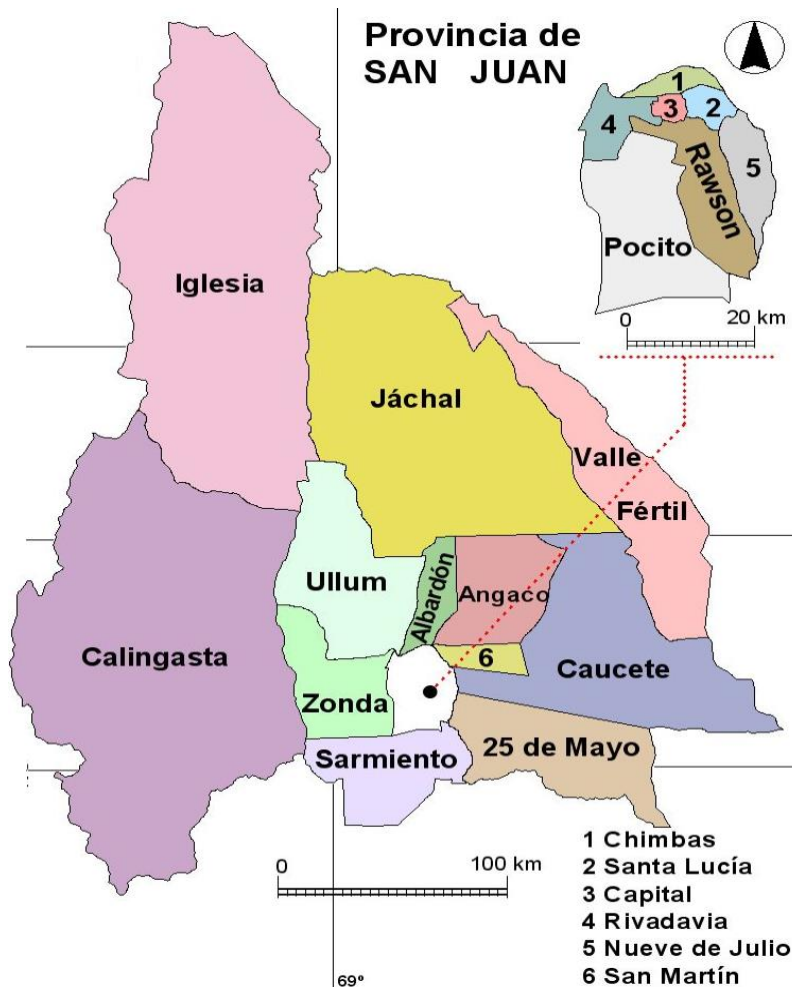 Provincia de
SAN JUAN
1
2
3
4
5
Rawson
Pocito
0 20 km
Iglesia
Jáchal
Valle
Fértil
Ullum
Albardón
Angaco
6
Calingasta
Caucete
Zonda
25 de Mayo
Sarmiento
0 100 km
1 Chimbas
2 Santa Lucía
3 Capital
4 Rivadavia
5 Nueve de Julio
6 San Martín
69°